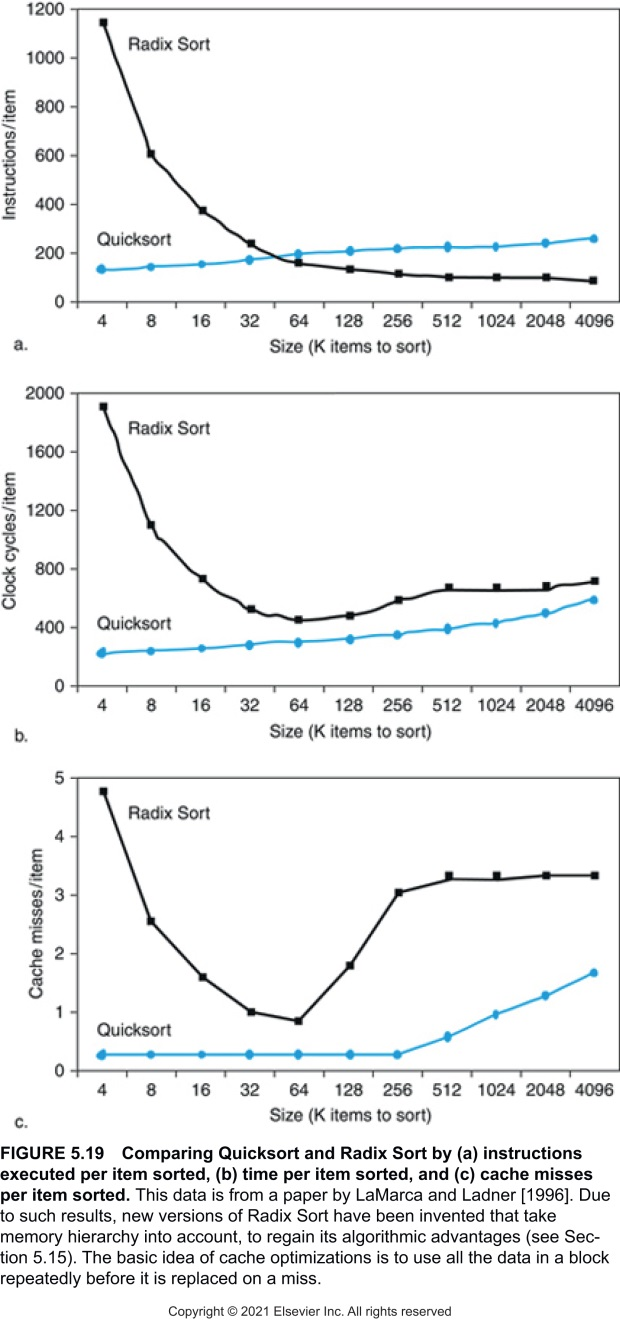 1200
1000
800
600
400
200
0
Instructions/item
Radix Sort
Quicksort
4 8 16 32 64 128 256 512 1024 2048 4096
a.
Size (K items to sort)
2000
1600
1200
800
400
0
Clock cycles/item
Radix Sort
Quicksort
4 8 16 32 64 128 256 512 1024 2048 4096
b.
Size (K items to sort)
5
4
3
2
1
0
Cache misses/item
Radix Sort
Quicksort
4 8 16 32 64 128 256 512 1024 2048 4096
c.
Size (K items to sort)
FIGURE 5.19 Comparing Quicksort and Radix Sort by (a) instructions
executed per item sorted, (b) time per item sorted, and (c) cache misses
per item sorted. This data is from a paper by LaMarca and Ladner [1996]. Due
to such results, new versions of Radix Sort have been invented that take
memory hierarchy into account, to regain its algorithmic advantages (see Sec-
tion 5.15). The basic idea of cache optimizations is to use all the data in a block
repeatedly before it is replaced on a miss.
Copyright © 2021 Elsevier Inc. All rights reserved